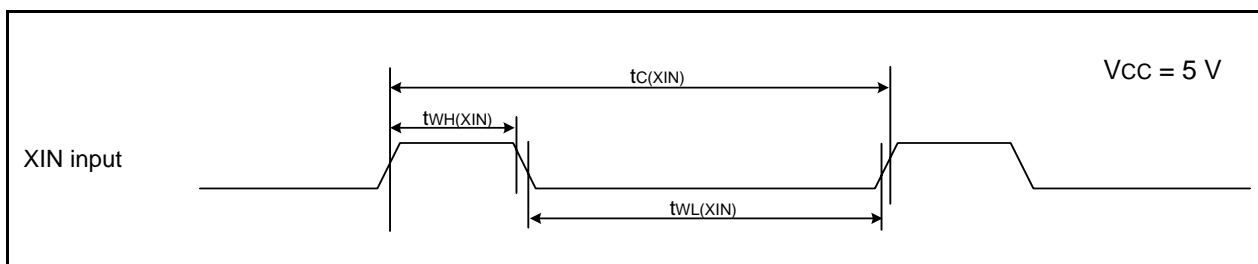 tC(XIN)
VCC = 5 V
tWH(XIN)
XIN input
tWL(XIN)